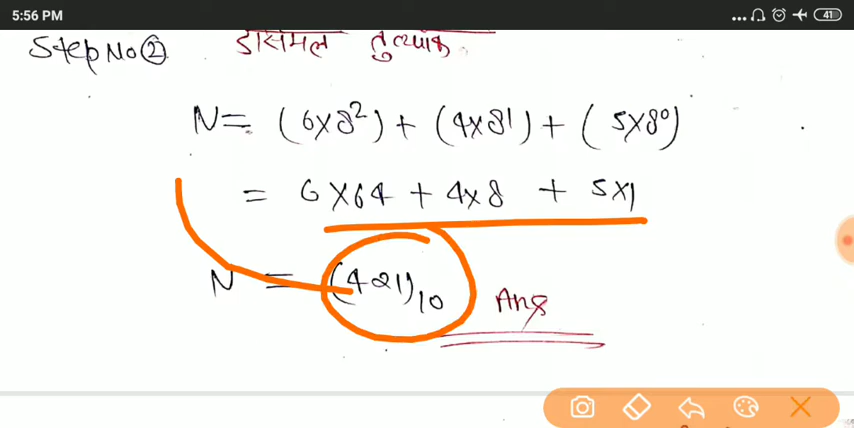 5:56 PM ... 41
Step No ② डेसिमल तुल्यांक
N = (6×8²) + (4×8¹) + (5×8⁰)
= 6×64 + 4×8 + 5×1
N = (421)₁₀ Ans